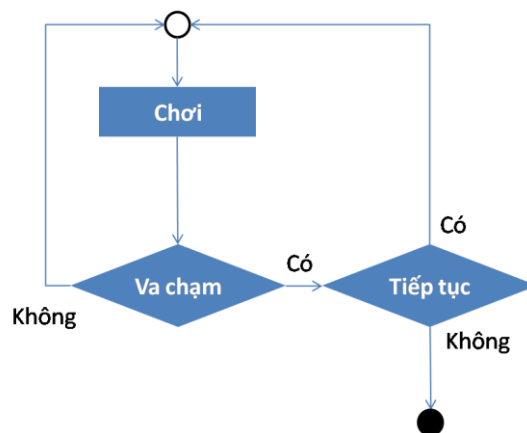 Chơi
Có
Va chạm
Có
Tiếp tục
Không
Không